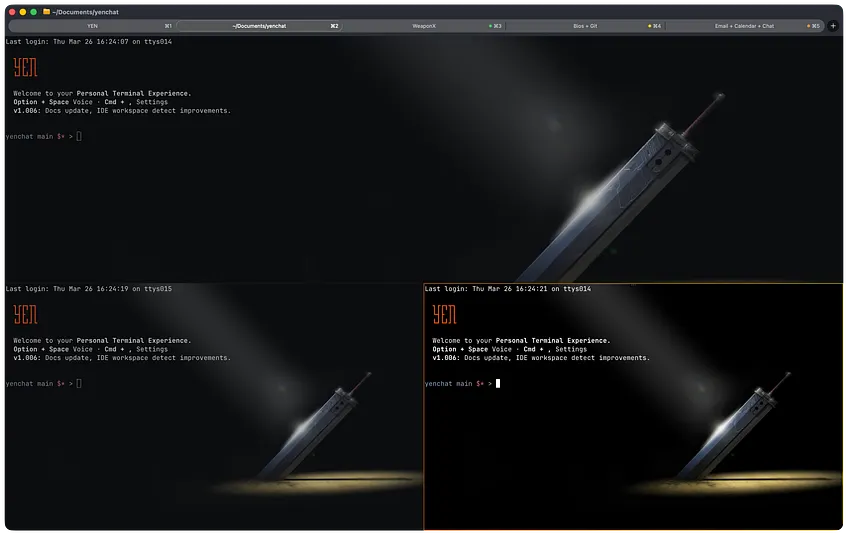 ~/Documents/yenchat
YEN ⌘1
~/Documents/yenchat ⌘2
WeaponX ⌘3
Bios + Git ⌘4
Email + Calendar + Chat ⌘5
Last login: Thu Mar 26 16:24:07 on ttys014
YEN
Welcome to your Personal Terminal Experience.
Option + Space Voice · Cmd + , Settings
v1.006: Docs update, IDE workspace detect improvements.
yenchat main $* >
Last login: Thu Mar 26 16:24:19 on ttys015
YEN
Welcome to your Personal Terminal Experience.
Option + Space Voice · Cmd + , Settings
v1.006: Docs update, IDE workspace detect improvements.
yenchat main $* >
Last login: Thu Mar 26 16:24:21 on ttys014
YEN
Welcome to your Personal Terminal Experience.
Option + Space Voice · Cmd + , Settings
v1.006: Docs update, IDE workspace detect improvements.
yenchat main $* >